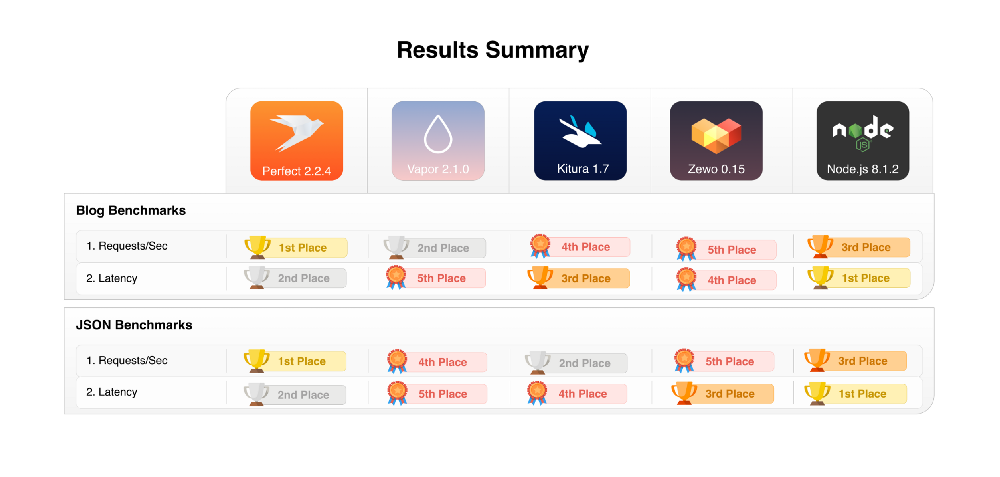 Results Summary
Perfect 2.2.4 Vapor 2.1.0 Kitura 1.7 Zewo 0.15 node JS Node.js 8.1.2
Blog Benchmarks
1. Requests/Sec 1st Place 2nd Place 4th Place 5th Place 3rd Place
2. Latency 2nd Place 5th Place 3rd Place 4th Place 1st Place
JSON Benchmarks
1. Requests/Sec 1st Place 4th Place 2nd Place 5th Place 3rd Place
2. Latency 2nd Place 5th Place 4th Place 3rd Place 1st Place